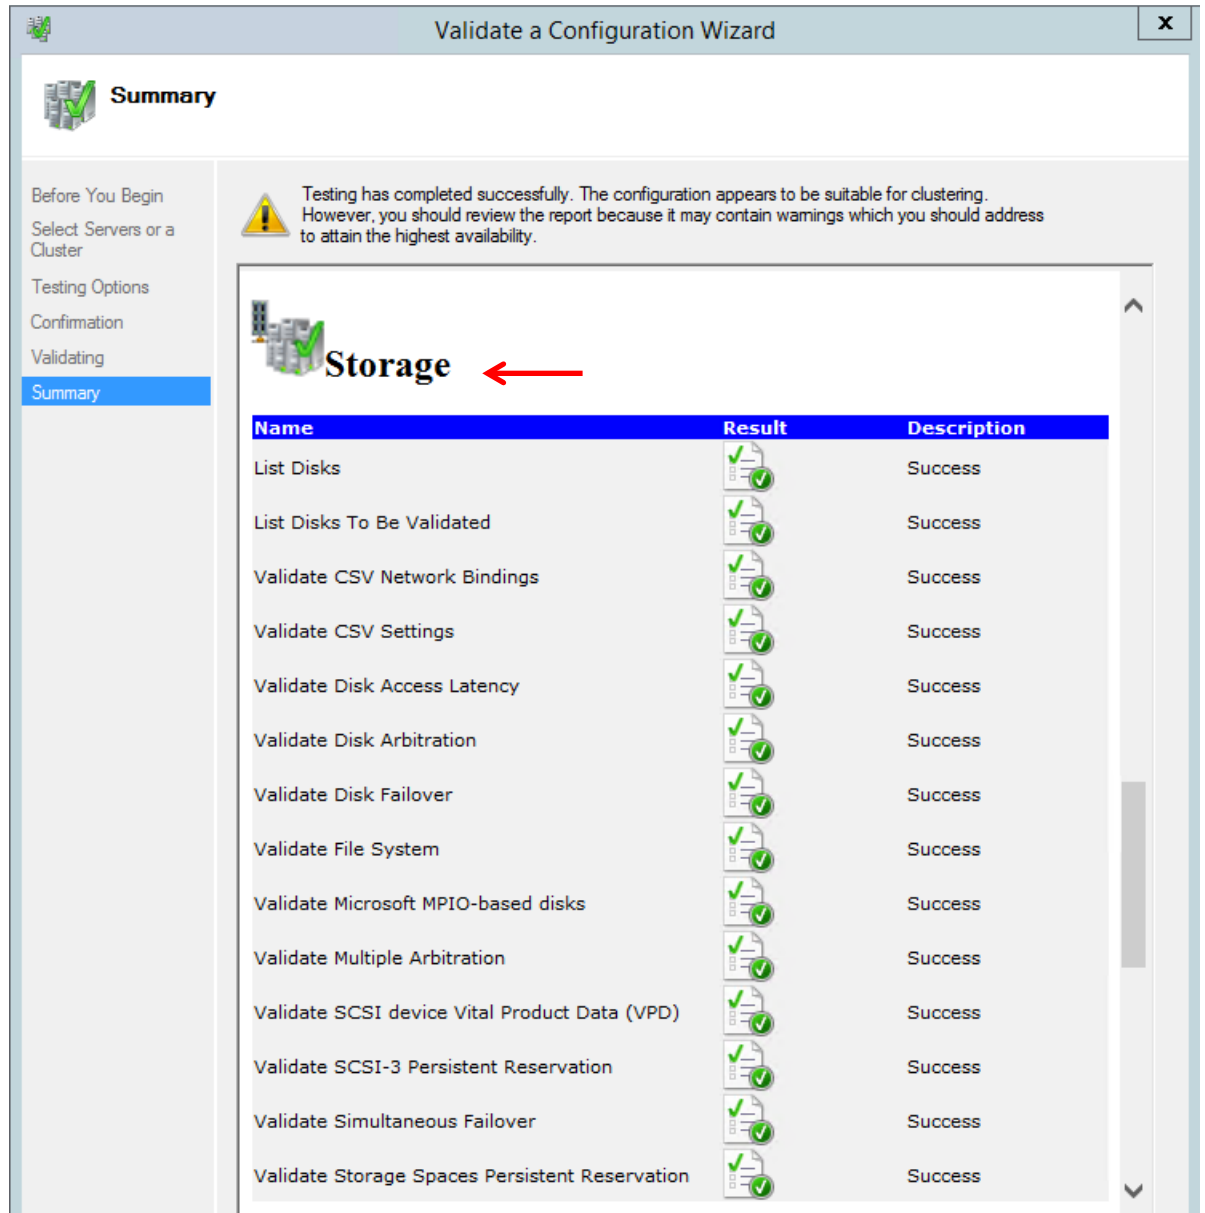 Validate a Configuration Wizard
x
Summary
Before You Begin
Select Servers or a
Cluster
Testing Options
Confirmation
Validating
Summary
Testing has completed successfully. The configuration appears to be suitable for clustering.
However, you should review the report because it may contain warnings which you should address
to attain the highest availability.
Storage
Name Result Description
List Disks Success
List Disks To Be Validated Success
Validate CSV Network Bindings Success
Validate CSV Settings Success
Validate Disk Access Latency Success
Validate Disk Arbitration Success
Validate Disk Failover Success
Validate File System Success
Validate Microsoft MPIO-based disks Success
Validate Multiple Arbitration Success
Validate SCSI device Vital Product Data (VPD) Success
Validate SCSI-3 Persistent Reservation Success
Validate Simultaneous Failover Success
Validate Storage Spaces Persistent Reservation Success